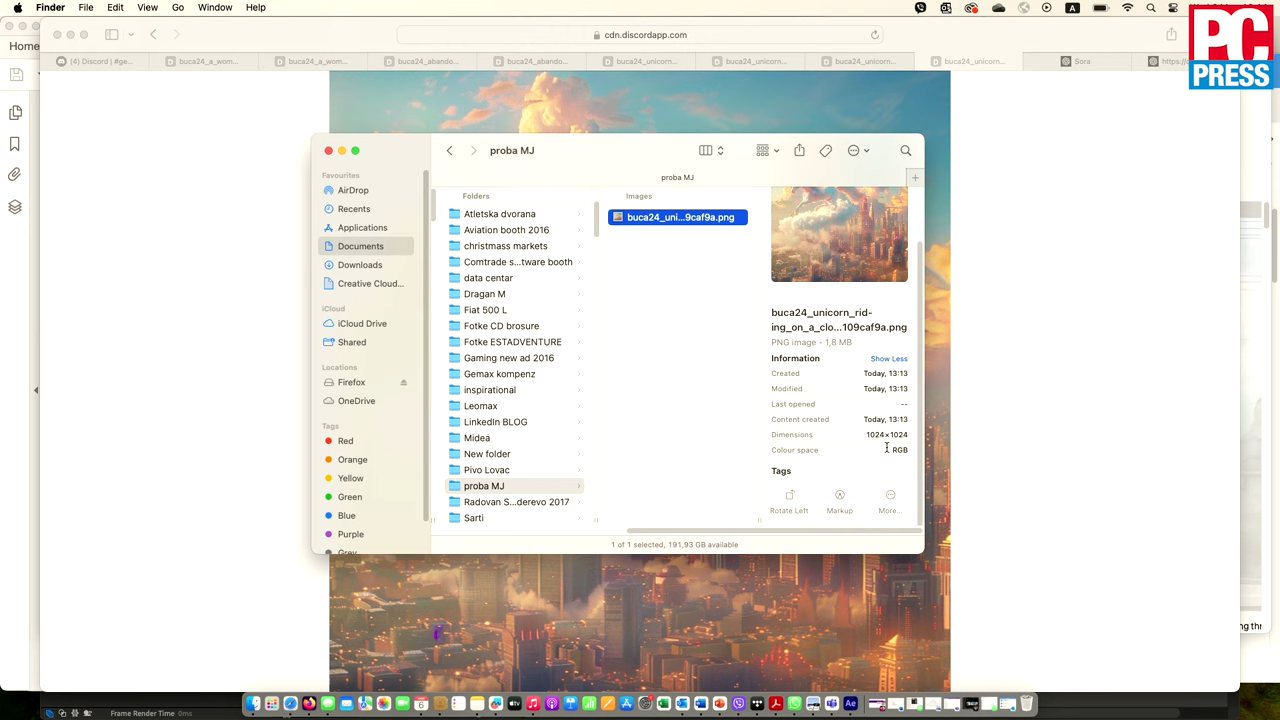 Finder File Edit View Go Window Help
PC
PRESS
Home
cdn.discordapp.com
(4) Discord | #ge... buca24_a_wom... buca24_a_wom... buca24_abando... buca24_abando... buca24_unicorn... buca24_unicorn... buca24_unicorn... buca24_unicorn... Sora
proba MJ
proba MJ
Favourites
AirDrop
Recents
Applications
Documents
Downloads
Creative Cloud...
iCloud
iCloud Drive
Shared
Locations
Firefox
OneDrive
Tags
Red
Orange
Yellow
Green
Blue
Purple
Grey
Folders
Atletska dvorana
Aviation booth 2016
christmass markets
Comtrade s...tware booth
data centar
Dragan M
Fiat 500 L
Fotke CD brosure
Fotke ESTADVENTURE
Gaming new ad 2016
Gemax kompenz
inspirational
Leomax
LinkedIn BLOG
Midea
New folder
Pivo Lovac
proba MJ
Radovan S...derevo 2017
Sarti
Images
buca24_uni...9caf9a.png
buca24_unicorn_rid-
ing_on_a_clo...109caf9a.png
PNG image - 1,8 MB
Information Show Less
Created Today, 13:13
Modified Today, 13:13
Last opened --
Content created Today, 13:13
Dimensions 1024×1024
Colour space RGB
Tags
Rotate Left Markup More...
1 of 1 selected, 191,93 GB available
Frame Render Time 0ms